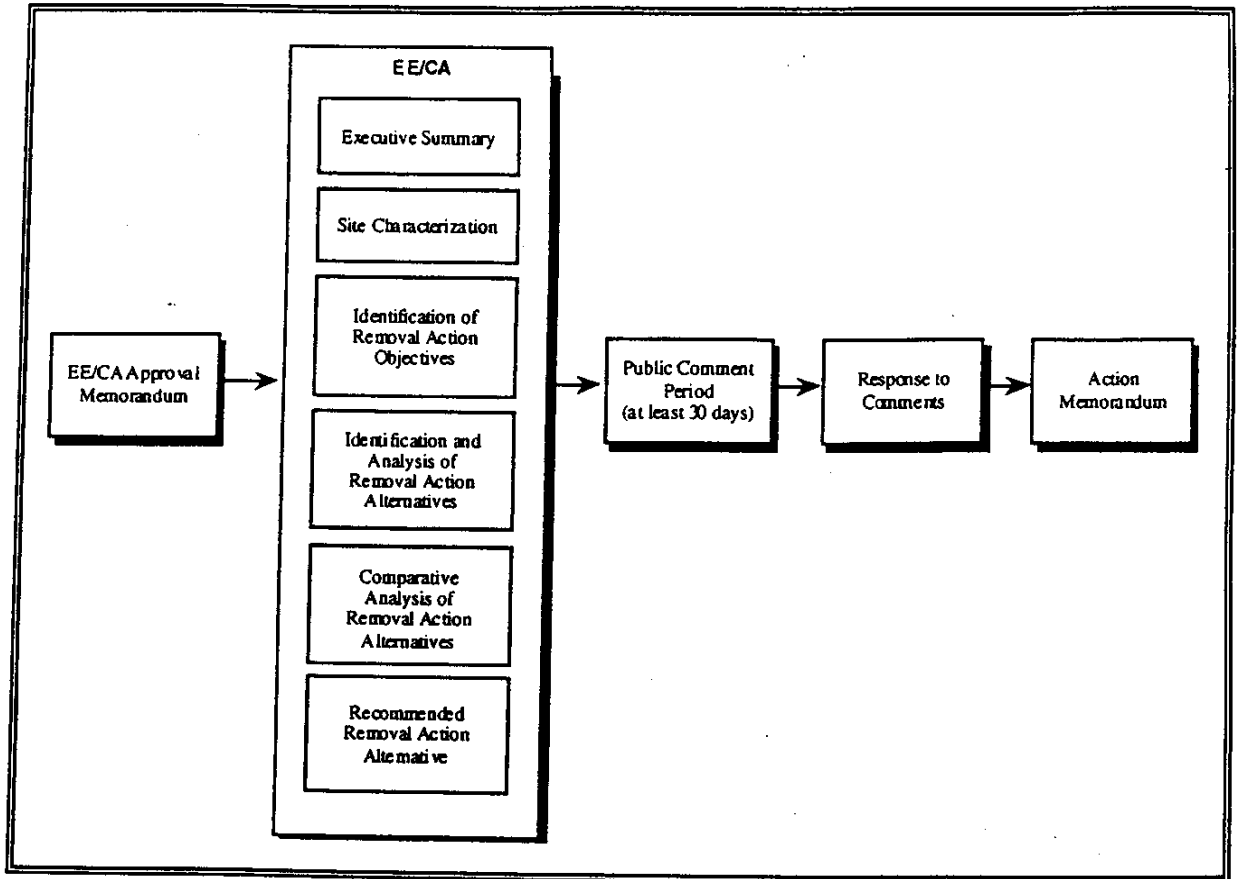 EE/CA Approval
Memorandum
EE/CA
Executive Summary
Site Characterization
Identification of
Removal Action
Objectives
Identification and
Analysis of
Removal Action
Alternatives
Comparative
Analysis of
Removal Action
Alternatives
Recommended
Removal Action
Alternative
Public Comment
Period
(at least 30 days)
Response to
Comments
Action
Memorandum